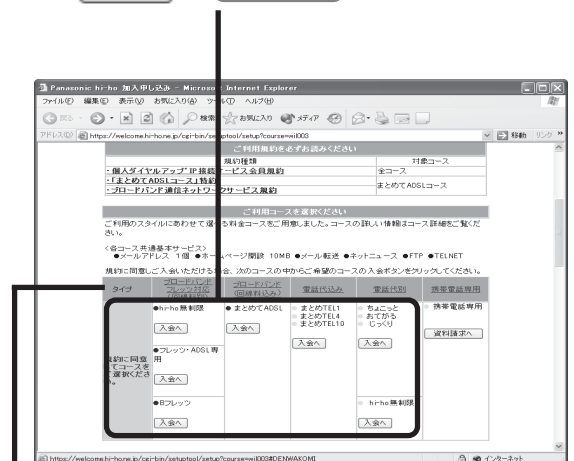 Panasonic hi-ho 加入申し込み - Microsoft Internet Explorer
ファイル(F) 編集(E) 表示(V) お気に入り(A) ツール(T) ヘルプ(H)
戻る 検索 お気に入り メディア
アドレス(D) https://welcome.hi-ho.ne.jp/cgi-bin/setuptool/setup?course=wil003 移動 リンク
ご利用規約を必ずお読みください
規約種類 対象コース
・個人ダイヤルアップIP接続サービス会員規約 全コース
・「まとめてADSLコース」特約
・ブロードバンド通信ネットワークサービス規約 まとめてADSLコース
ご利用コースを選択ください
ご利用のスタイルにあわせて選べる料金コースをご用意しました。コースの詳しい情報はコース詳細をご覧ください。
<各コース共通基本サービス>
●メールアドレス 1個 ●ホームページ開設 10MB ●メール転送 ●ネットニュース ●FTP ●TELNET
規約に同意しご入会いただける場合、次のコースの中からご希望のコースの入会ボタンをクリックしてください。
タイプ ブロードバンド フレッツ対応 ブロードバンド (回線料込み) 電話代込み 電話代別 携帯電話専用
規約に同意してコースを選択ください。
●hi-ho無制限
入会へ
●フレッツ・ADSL専用
入会へ
●Bフレッツ
入会へ
●まとめてADSL
入会へ
まとめTEL1
まとめTEL4
まとめTEL10
入会へ
ちょこっと
おてがる
じっくり
入会へ
hi-ho無制限
入会へ
携帯電話専用
資料請求へ
https://welcome.hi-ho.ne.jp/cgi-bin/setuptool/setup?course=wil003#DENWAKOMI インターネット